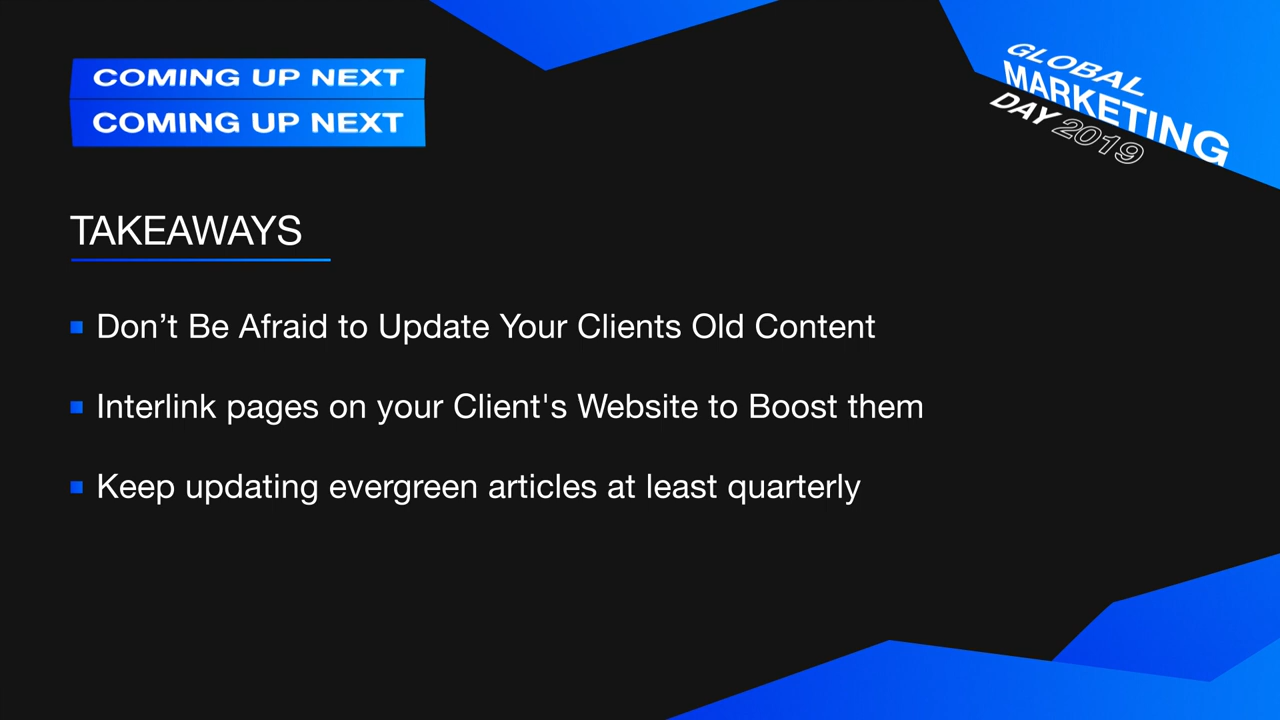 COMING UP NEXT
COMING UP NEXT
GLOBAL
MARKETING
DAY 2019
TAKEAWAYS
Don’t Be Afraid to Update Your Clients Old Content
Interlink pages on your Client's Website to Boost them
Keep updating evergreen articles at least quarterly